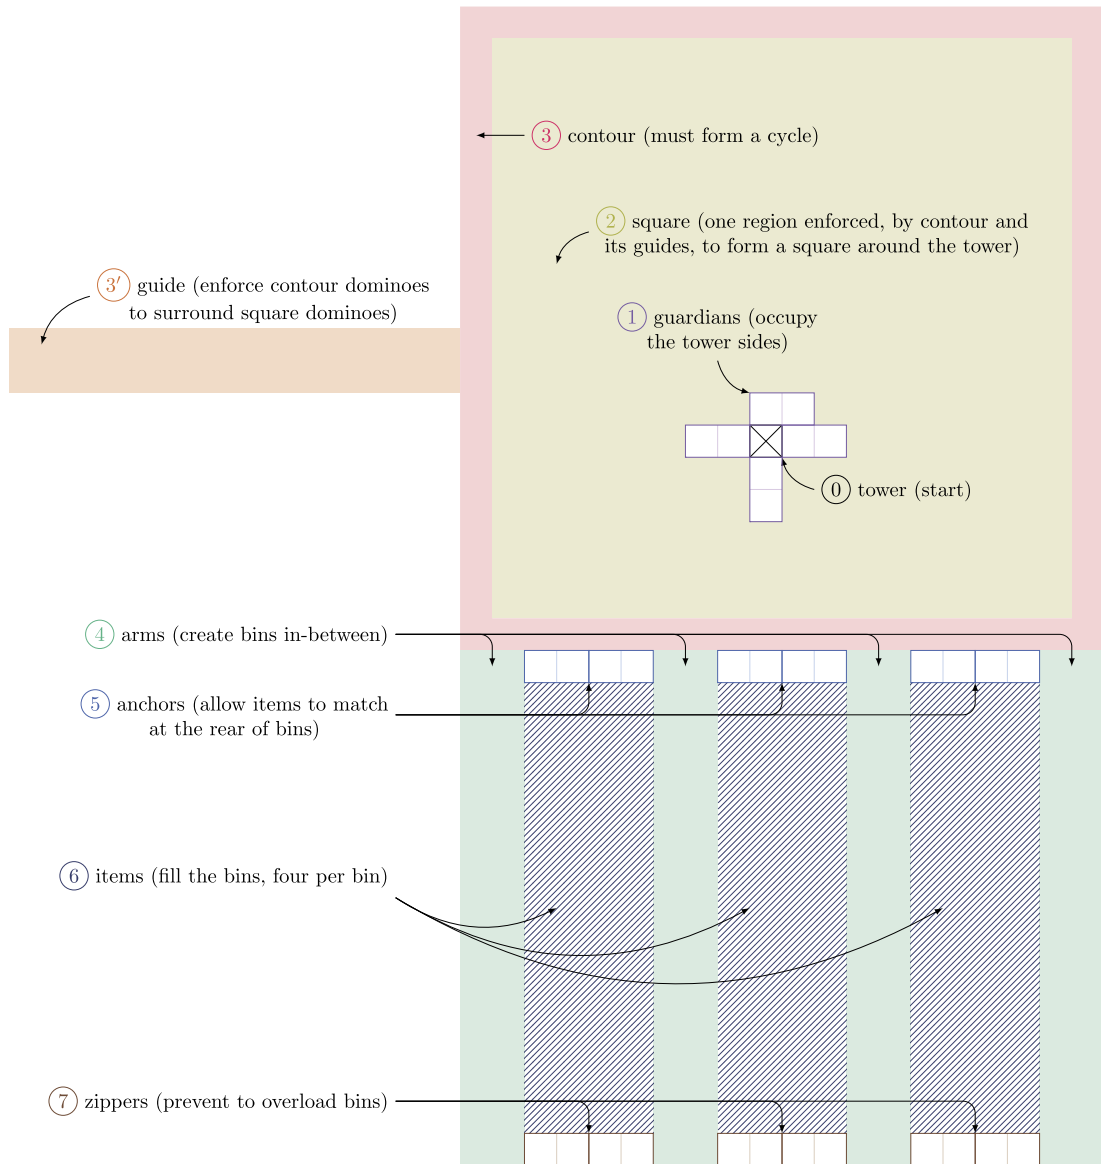 3 contour (must form a cycle)
2 square (one region enforced, by contour and
its guides, to form a square around the tower)
3′ guide (enforce contour dominoes
to surround square dominoes)
1 guardians (occupy
the tower sides)
0 tower (start)
4 arms (create bins in-between)
5 anchors (allow items to match
at the rear of bins)
6 items (fill the bins, four per bin)
7 zippers (prevent to overload bins)